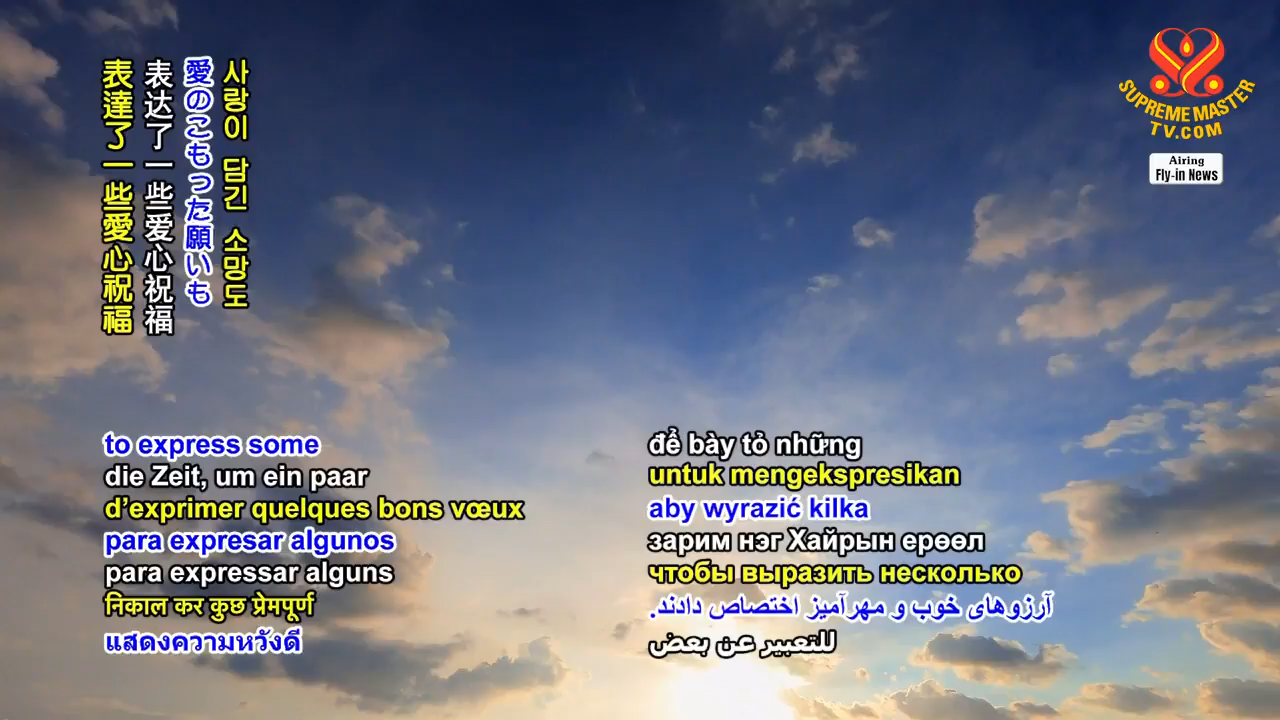 表達了一些愛心祝福
表达了一些爱心祝福
愛のこもった願いも
사랑이 담긴 소망도
SUPREME MASTER
TV.COM
Airing
Fly-in News
to express some
die Zeit, um ein paar
d’exprimer quelques bons vœux
para expresar algunos
para expressar alguns
निकाल कर कुछ प्रेमपूर्ण
แสดงความหวังดี
để bày tỏ những
untuk mengekspresikan
aby wyrazić kilka
зарим нэг Хайрын ерөөл
чтобы выразить несколько
آرزوهای خوب و مهرآمیز اختصاص دادند.
للتعبير عن بعض